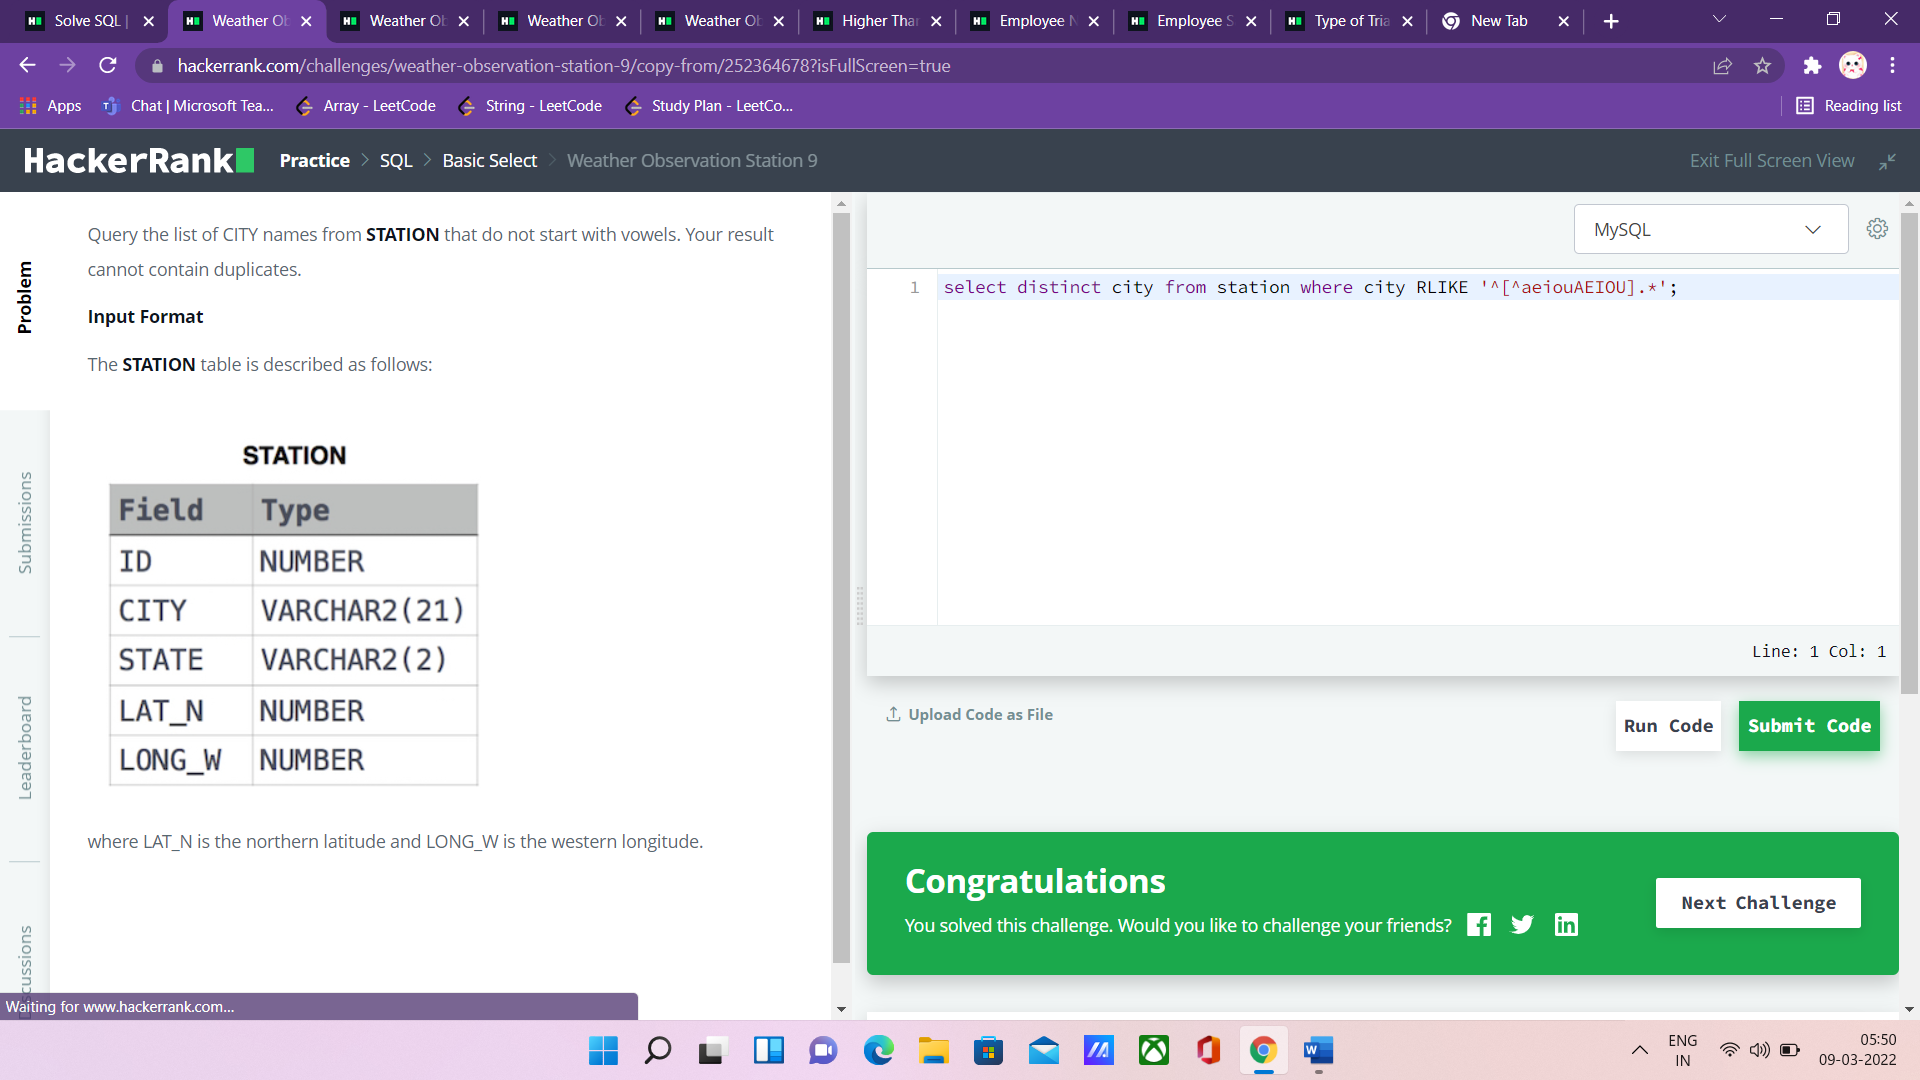 Solve SQL |
Weather Ob
Weather Ob
Weather Ob
Weather Ob
Higher Than
Employee N
Employee S
Type of Tria
New Tab
hackerrank.com/challenges/weather-observation-station-9/copy-from/252364678?isFullScreen=true
Apps
Chat | Microsoft Tea...
Array - LeetCode
String - LeetCode
Study Plan - LeetCo...
Reading list
HackerRank
Practice > SQL > Basic Select > Weather Observation Station 9
Exit Full Screen View
Problem
Submissions
Leaderboard
Query the list of CITY names from STATION that do not start with vowels. Your result
cannot contain duplicates.
Input Format
The STATION table is described as follows:
STATION
Field Type
ID NUMBER
CITY VARCHAR2(21)
STATE VARCHAR2(2)
LAT_N NUMBER
LONG_W NUMBER
where LAT_N is the northern latitude and LONG_W is the western longitude.
Waiting for www.hackerrank.com...
MySQL
1 select distinct city from station where city RLIKE '^[^aeiouAEIOU].*';
Line: 1 Col: 1
Upload Code as File
Run Code
Submit Code
Congratulations
You solved this challenge. Would you like to challenge your friends?
Next Challenge
ENG
IN
05:50
09-03-2022